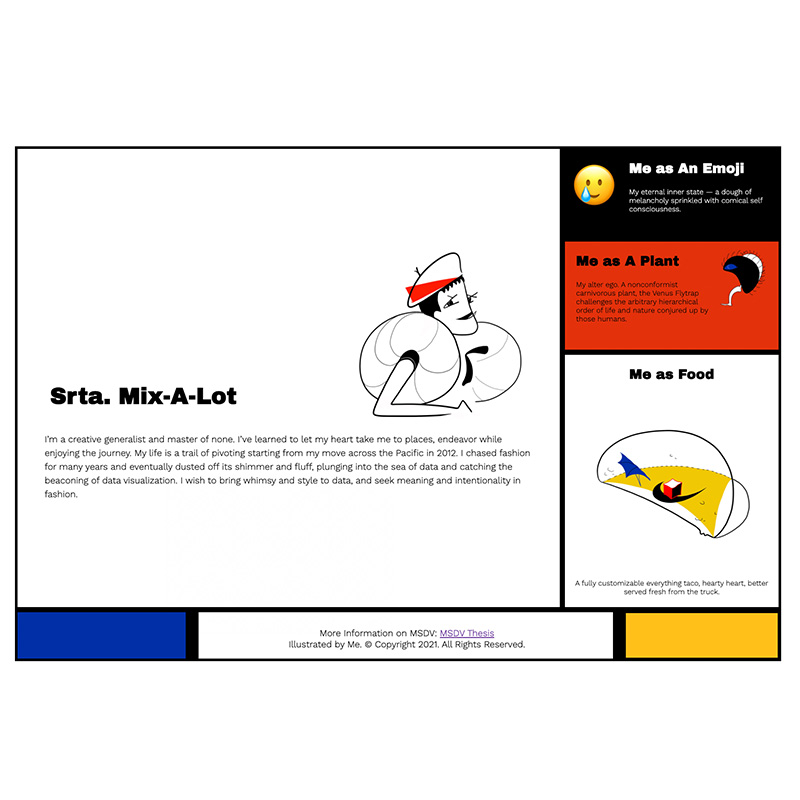 Srta. Mix-A-Lot
I'm a creative generalist and master of none. I've learned to let my heart take me to places, endeavor while
enjoying the journey. My life is a trail of pivoting starting from my move across the Pacific in 2012. I chased fashion
for many years and eventually dusted off its shimmer and fluff, plunging into the sea of data and catching the
beaconing of data visualization. I wish to bring whimsy and style to data, and seek meaning and intentionality in
fashion.
Me as An Emoji
My eternal inner state — a dough of
melancholy sprinkled with comical self
consciousness.
Me as A Plant
My alter ego. A nonconformist
carnivorous plant, the Venus Flytrap
challenges the arbitrary hierarchical
order of life and nature conjured up by
those humans.
Me as Food
A fully customizable everything taco, hearty heart, better
served fresh from the truck.
More Information on MSDV; MSDV Thesis
Illustrated by Me. © Copyright 2021. All Rights Reserved.